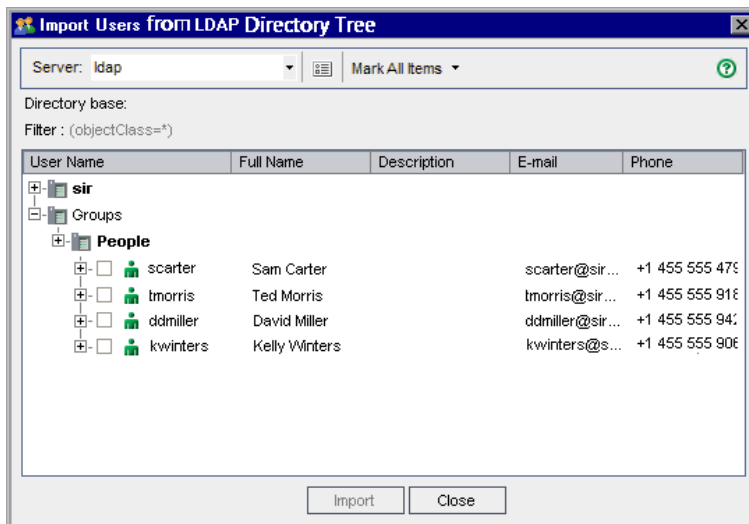 Import Users from LDAP Directory Tree
Server: ldap Mark All Items
Directory base:
Filter : (objectClass=*)
User Name Full Name Description E-mail Phone
sir
Groups
People
scarter Sam Carter scarter@sir... +1 455 555 479
tmorris Ted Morris tmorris@sir... +1 455 555 918
ddmiller David Miller ddmiller@sir... +1 455 555 942
kwinters Kelly Winters kwinters@s... +1 455 555 906
Import Close